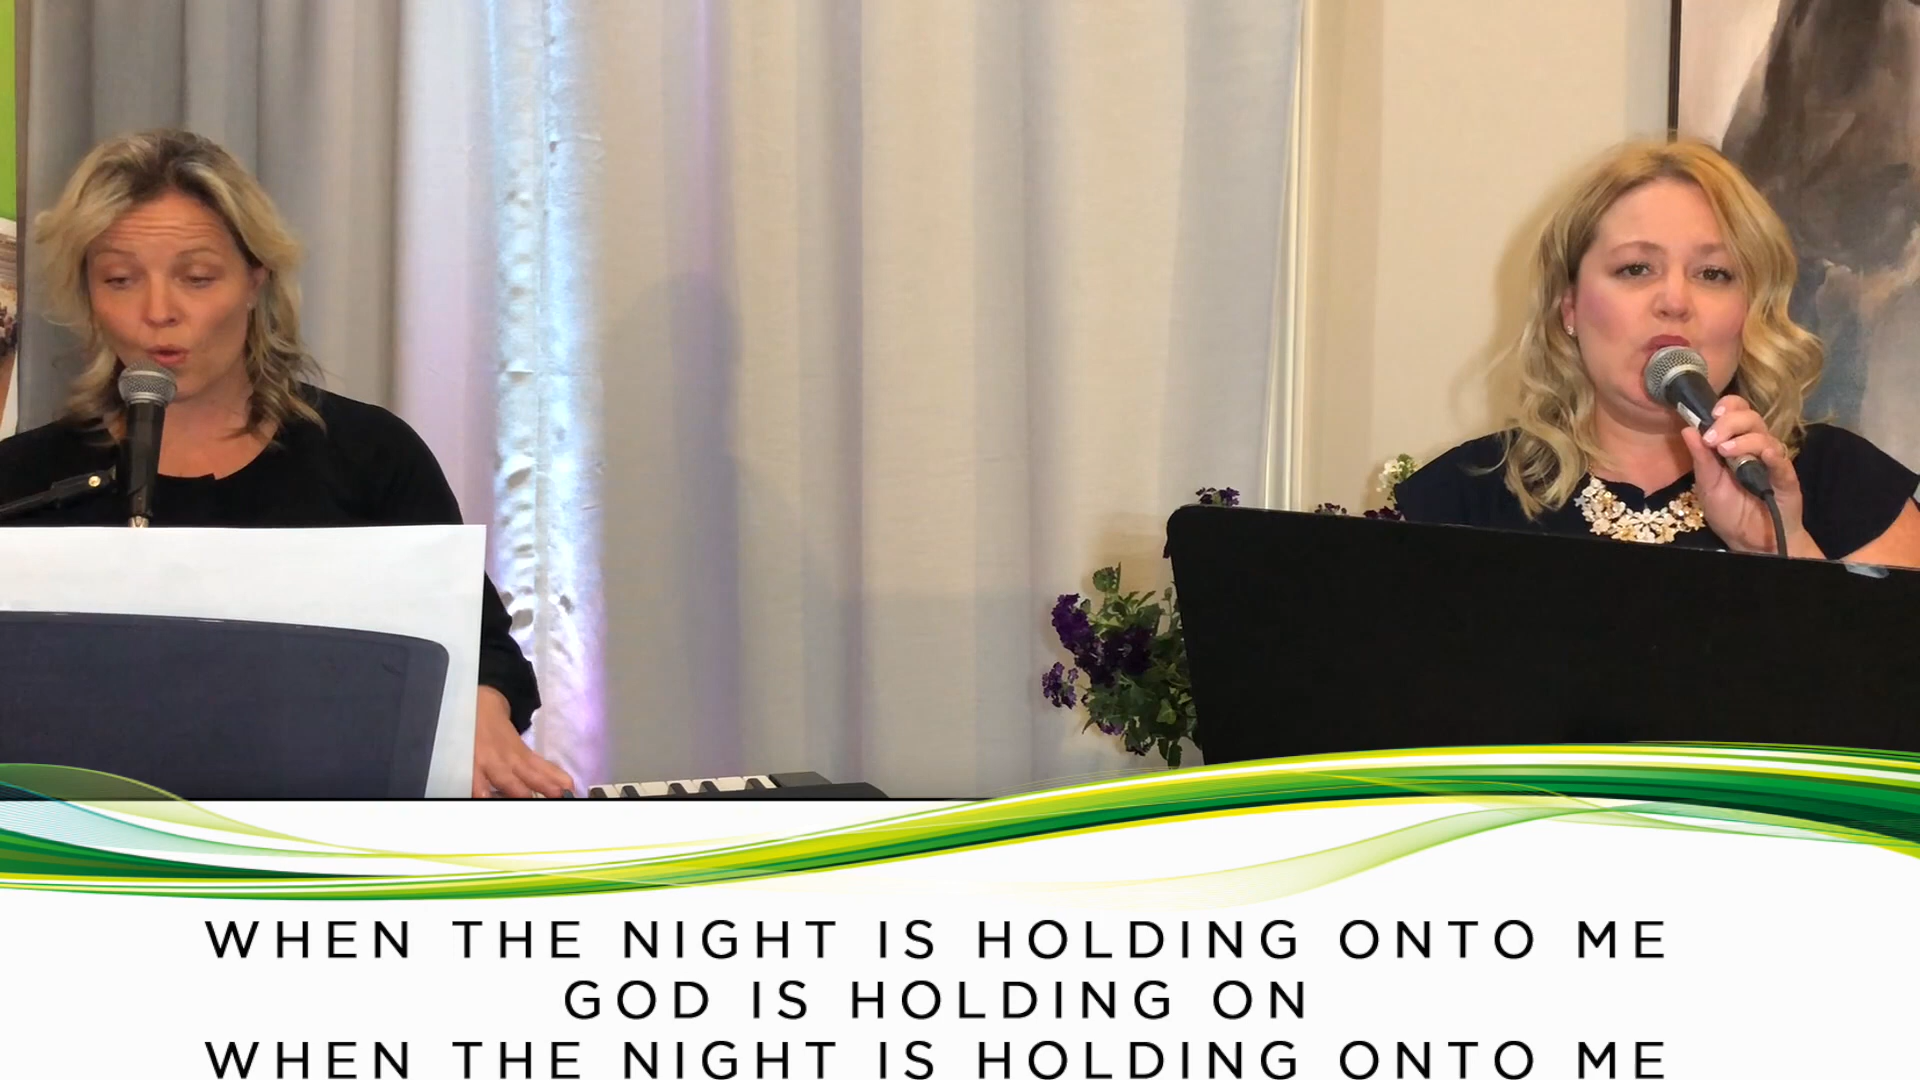 WHEN THE NIGHT IS HOLDING ONTO ME
GOD IS HOLDING ON
WHEN THE NIGHT IS HOLDING ONTO ME